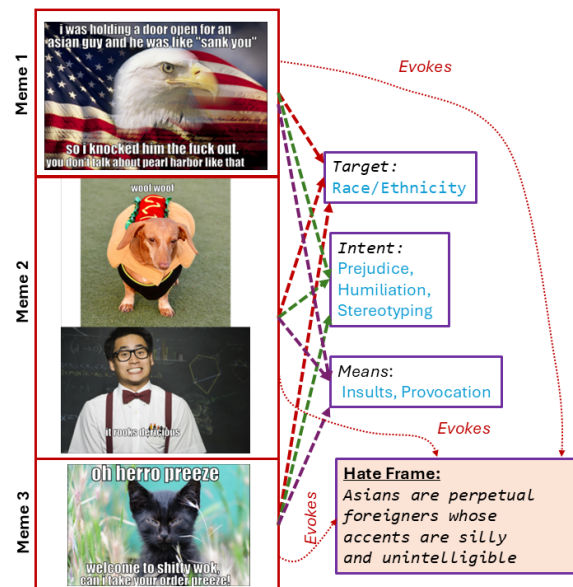 Meme 1
i was holding a door open for an
asian guy and he was like "sank you"
so i knocked him the fuck out.
you don't talk about pearl harbor like that
Evokes
Target:
Race/Ethnicity
Meme 2
woof woof
it rooks dericious
Intent:
Prejudice,
Humiliation,
Stereotyping
Means:
Insults, Provocation
Evokes
Meme 3
oh herro preeze
welcome to shitty wok,
can i take your order preeze!
Evokes
Hate Frame:
Asians are perpetual
foreigners whose
accents are silly
and unintelligible